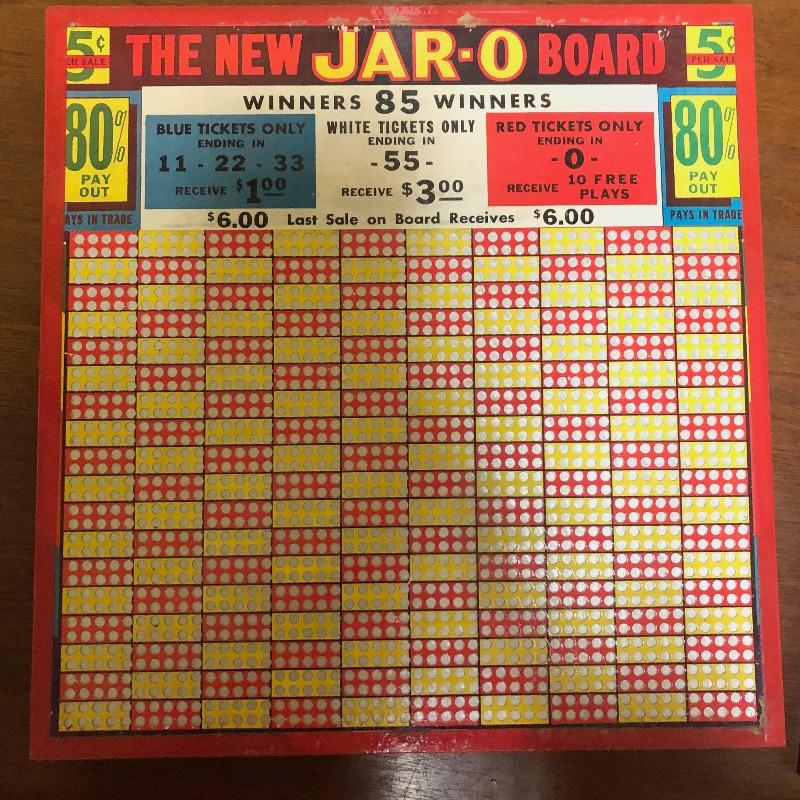 5¢ THE NEW JAR-O BOARD 5¢
ER SALE PER SALE
WINNERS 85 WINNERS
80% PAY OUT
AYS IN TRADE
BLUE TICKETS ONLY
ENDING IN
11 - 22 - 33
RECEIVE $1.00
WHITE TICKETS ONLY
ENDING IN
-55-
RECEIVE $3.00
RED TICKETS ONLY
ENDING IN
-0-
RECEIVE 10 FREE PLAYS
80% PAY OUT
PAYS IN TRADE
$6.00 Last Sale on Board Receives $6.00